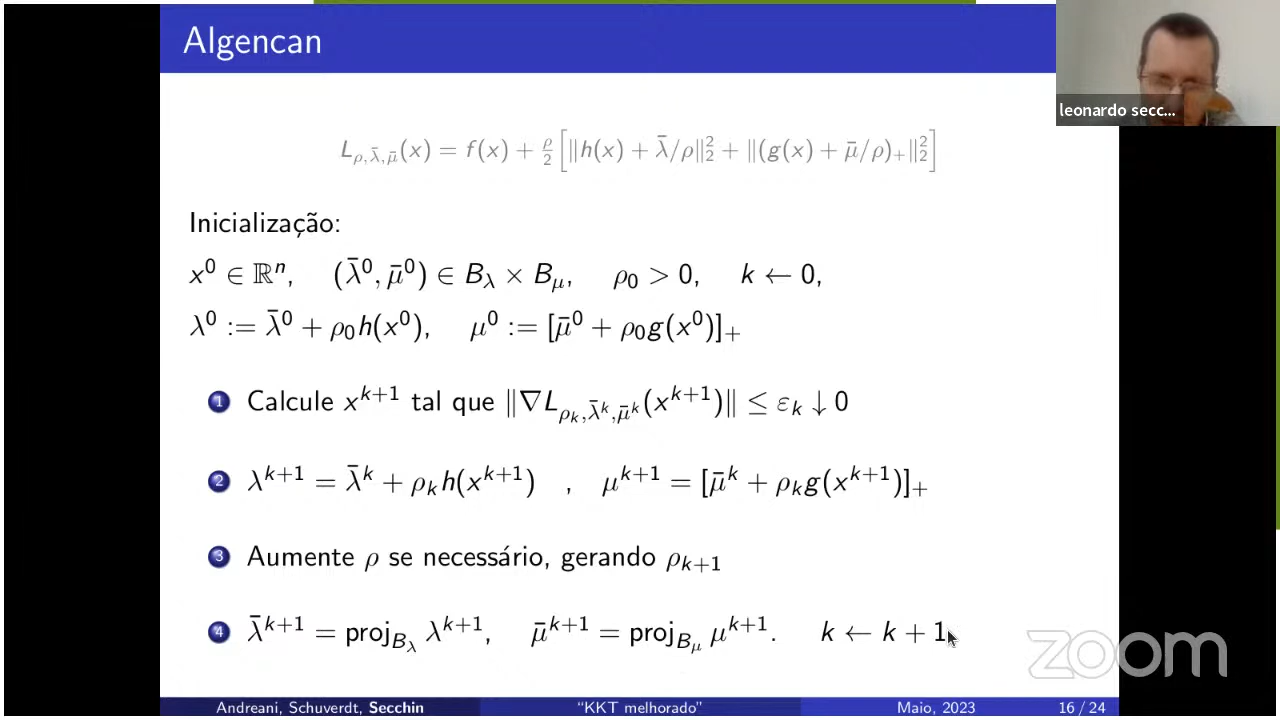 Algencan
leonardo secc...
L_{ρ,λ̄,μ̄}(x) = f(x) + ρ/2 [‖h(x) + λ̄/ρ‖₂² + ‖(g(x) + μ̄/ρ)₊‖₂²]
Inicialização:
x⁰ ∈ ℝⁿ, (λ̄⁰, μ̄⁰) ∈ B_λ × B_μ, ρ₀ > 0, k ← 0,
λ⁰ := λ̄⁰ + ρ₀h(x⁰), μ⁰ := [μ̄⁰ + ρ₀g(x⁰)]₊
1 Calcule x^{k+1} tal que ‖∇L_{ρ_k,λ̄^k,μ̄^k}(x^{k+1})‖ ≤ ε_k ↓ 0
2 λ^{k+1} = λ̄^k + ρ_k h(x^{k+1}) , μ^{k+1} = [μ̄^k + ρ_k g(x^{k+1})]₊
3 Aumente ρ se necessário, gerando ρ_{k+1}
4 λ̄^{k+1} = proj_{B_λ} λ^{k+1}, μ̄^{k+1} = proj_{B_μ} μ^{k+1}. k ← k + 1
zoom
Andreani, Schuverdt, Secchin "KKT melhorado" Maio, 2023 16 / 24